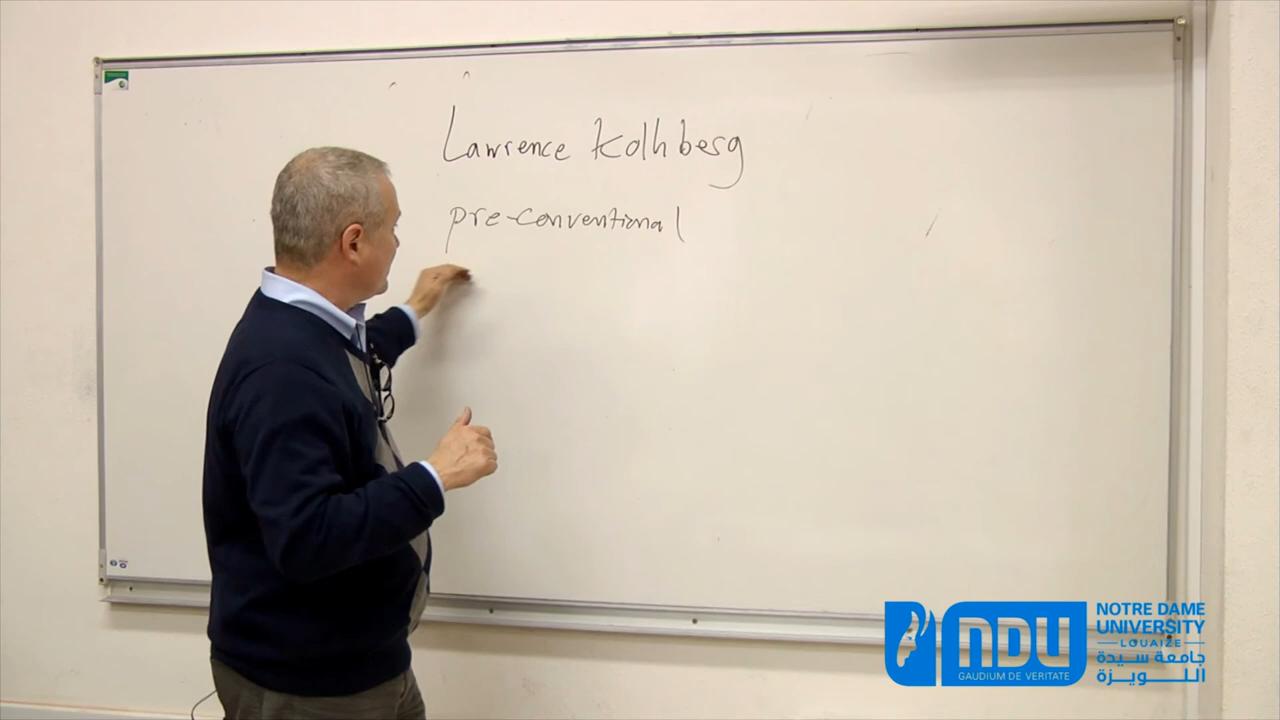 Lawrence Kolhberg
pre-conventional
NDU
GAUDIUM DE VERITATE
NOTRE DAME
UNIVERSITY
LOUAIZE
جامعة سيدة
اللويزة